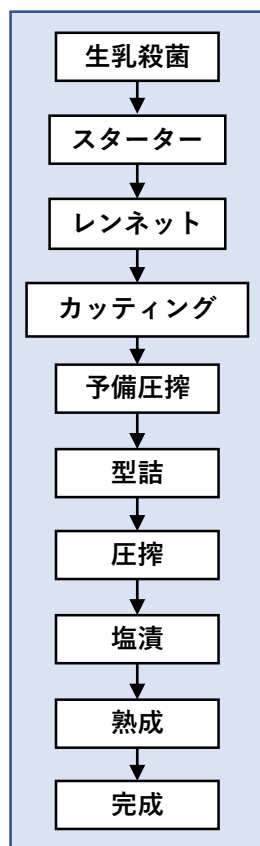 生乳殺菌
スターター
レンネット
カッティング
予備圧搾
型詰
圧搾
塩漬
熟成
完成